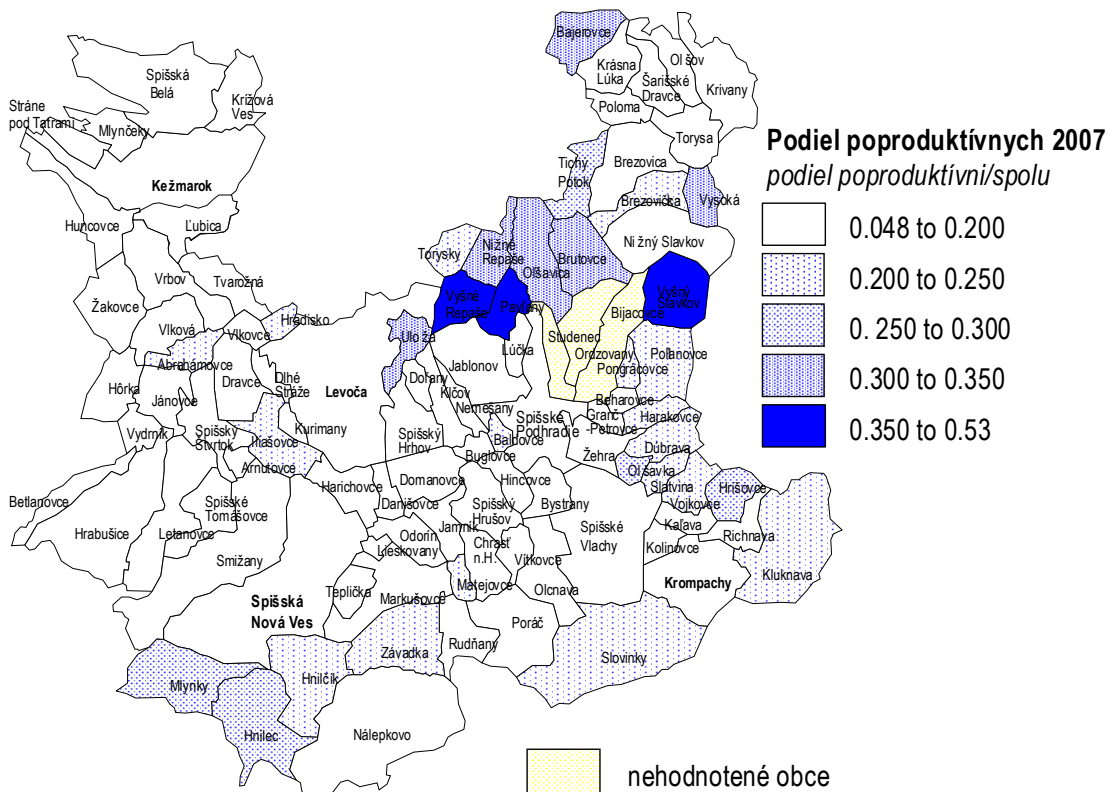 Bajerovce
Oľšov
Krásna
Lúka
Šarišské
Dravce
Krivany
Poloma
Torysa
Spišská
Belá
Krížová
Ves
Stráne
pod Tatrami
Mlynčeky
Kežmarok
Huncovce
Ľubica
Vrbov
Tvarožná
Žakovce
Vlková
Vlkovce
Hradisko
Abrahámovce
Hôrka
Jánovce
Dravce
Dlhé
Stráže
Levoča
Vydrník
Spišský
Štvrtok
Iliašovce
Kurimany
Arnutovce
Betlanovce
Hrabušice
Spišské
Tomášovce
Letanovce
Smižany
Harichovce
Tichý
Potok
Brezovica
Brezovička
Vysoká
Nižný Slavkov
Torysky
Nižné
Repaše
Oľšavica
Brutovce
Vyšné
Repaše
Pavľany
Vyšný
Slavkov
Bijacovce
Studenec
Ordzovany
Pongrácovce
Poľanovce
Uloža
Lúčka
Jablonov
Doľany
Klčov
Nemešany
Beharovce
Granč
-Petrovce
Harakovce
Spišské
Podhradie
Baldovce
Buglovce
Spišský
Hrhov
Dúbrava
Žehra
Oľšavka
Slatvina
Vojkovce
Hrišovce
Domanovce
Danišovce
Hincovce
Bystrany
Spišský
Hrušov
Jamník
Odorín
Lieskovany
Chrasť
n.H.
Vítkovce
Spišské
Vlachy
Kaľava
Kolinovce
Richnava
Kluknava
Krompachy
Matejovce
Olcnava
Teplička
Markušovce
Spišská
Nová Ves
Poráč
Rudňany
Závadka
Slovinky
Hnilčík
Mlynky
Hnilec
Nálepkovo
Podiel poproduktívnych 2007
podiel poproduktívni/spolu
0.048 to 0.200
0.200 to 0.250
0. 250 to 0.300
0.300 to 0.350
0.350 to 0.53
nehodnotené obce